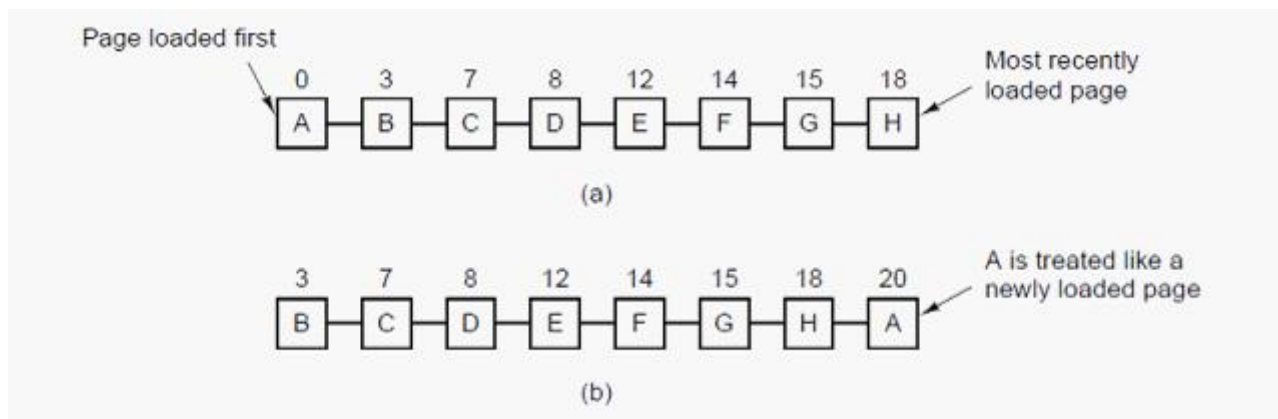 Page loaded first
0 3 7 8 12 14 15 18
Most recently
loaded page
A B C D E F G H
(a)
3 7 8 12 14 15 18 20
A is treated like a
newly loaded page
B C D E F G H A
(b)